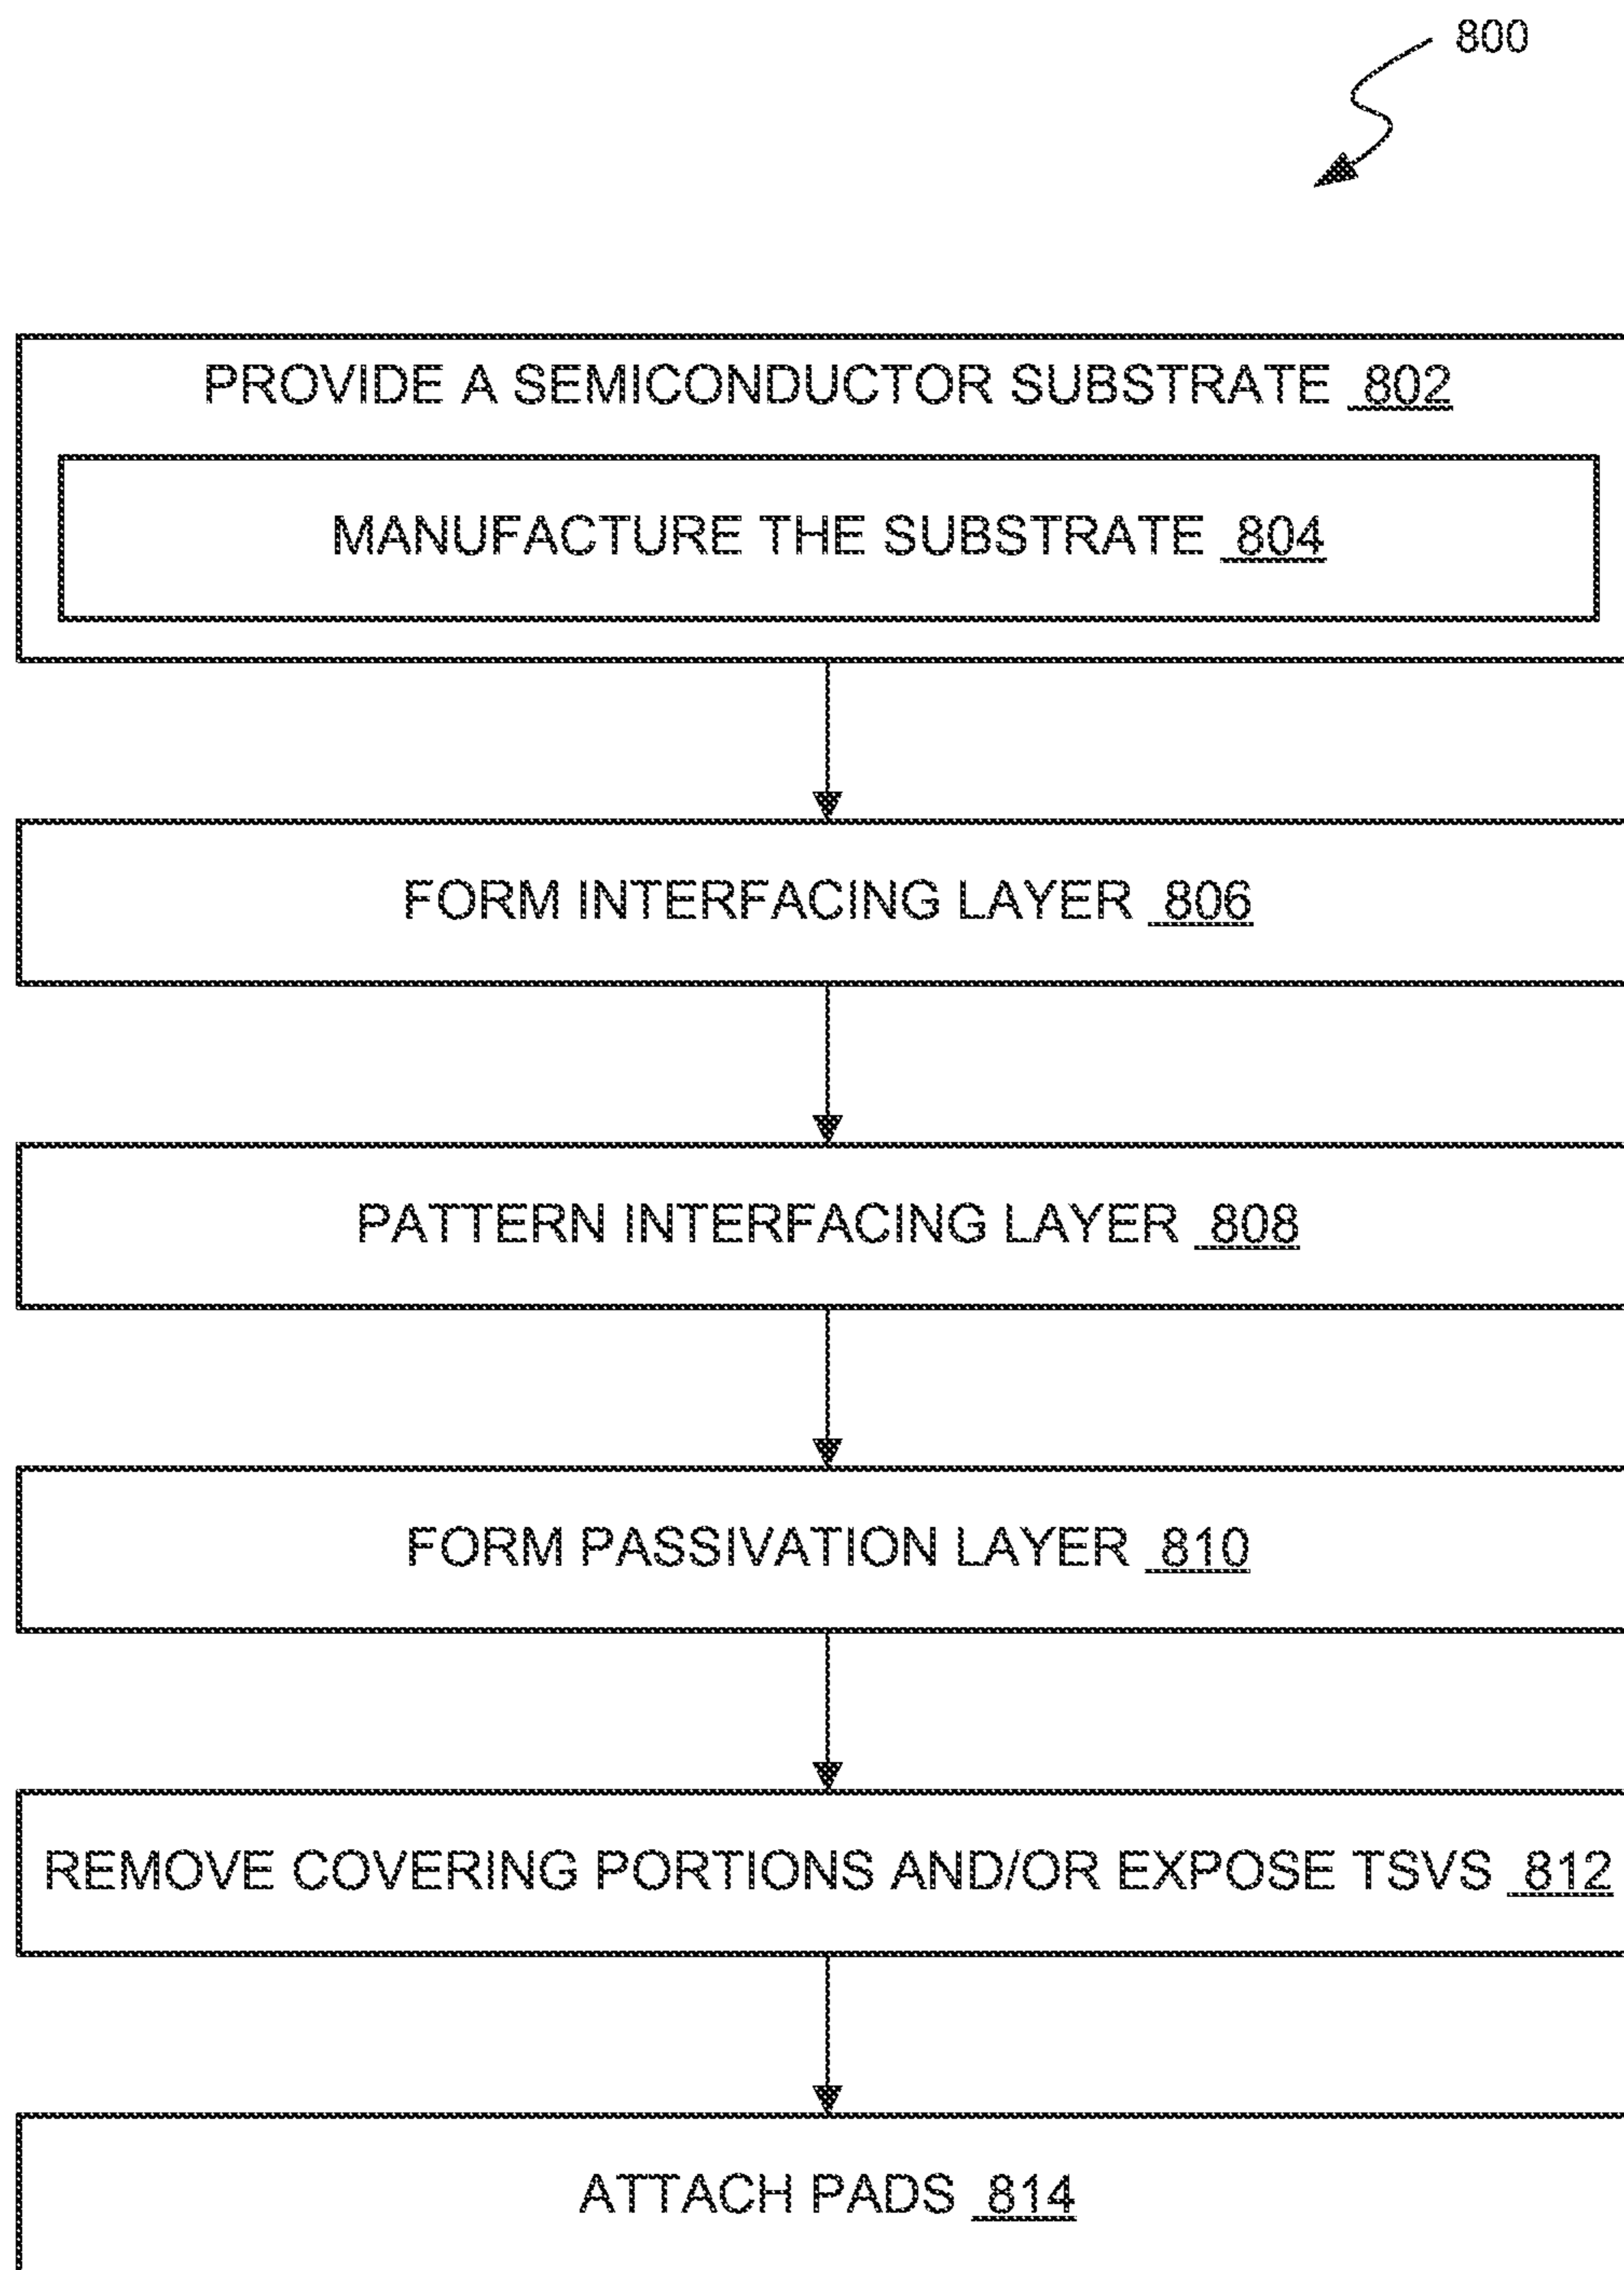 800
PROVIDE A SEMICONDUCTOR SUBSTRATE 802
MANUFACTURE THE SUBSTRATE 804
FORM INTERFACING LAYER 806
PATTERN INTERFACING LAYER 808
FORM PASSIVATION LAYER 810
REMOVE COVERING PORTIONS AND/OR EXPOSE TSVS 812
ATTACH PADS 814